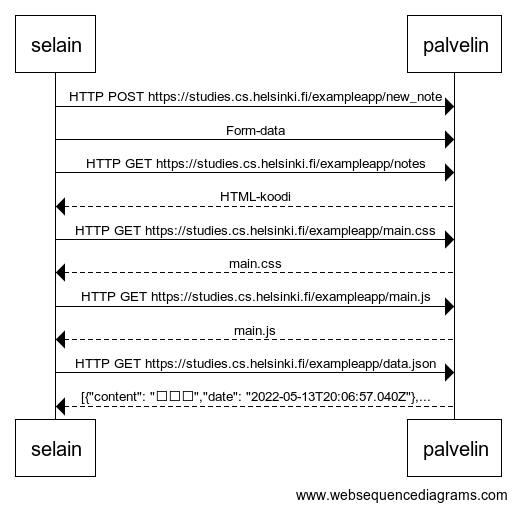 selain palvelin
HTTP POST https://studies.cs.helsinki.fi/exampleapp/new_note
Form-data
HTTP GET https://studies.cs.helsinki.fi/exampleapp/notes
HTML-koodi
HTTP GET https://studies.cs.helsinki.fi/exampleapp/main.css
main.css
HTTP GET https://studies.cs.helsinki.fi/exampleapp/main.js
main.js
HTTP GET https://studies.cs.helsinki.fi/exampleapp/data.json
[{"content": "□□□","date": "2022-05-13T20:06:57.040Z"},...
selain palvelin
www.websequencediagrams.com